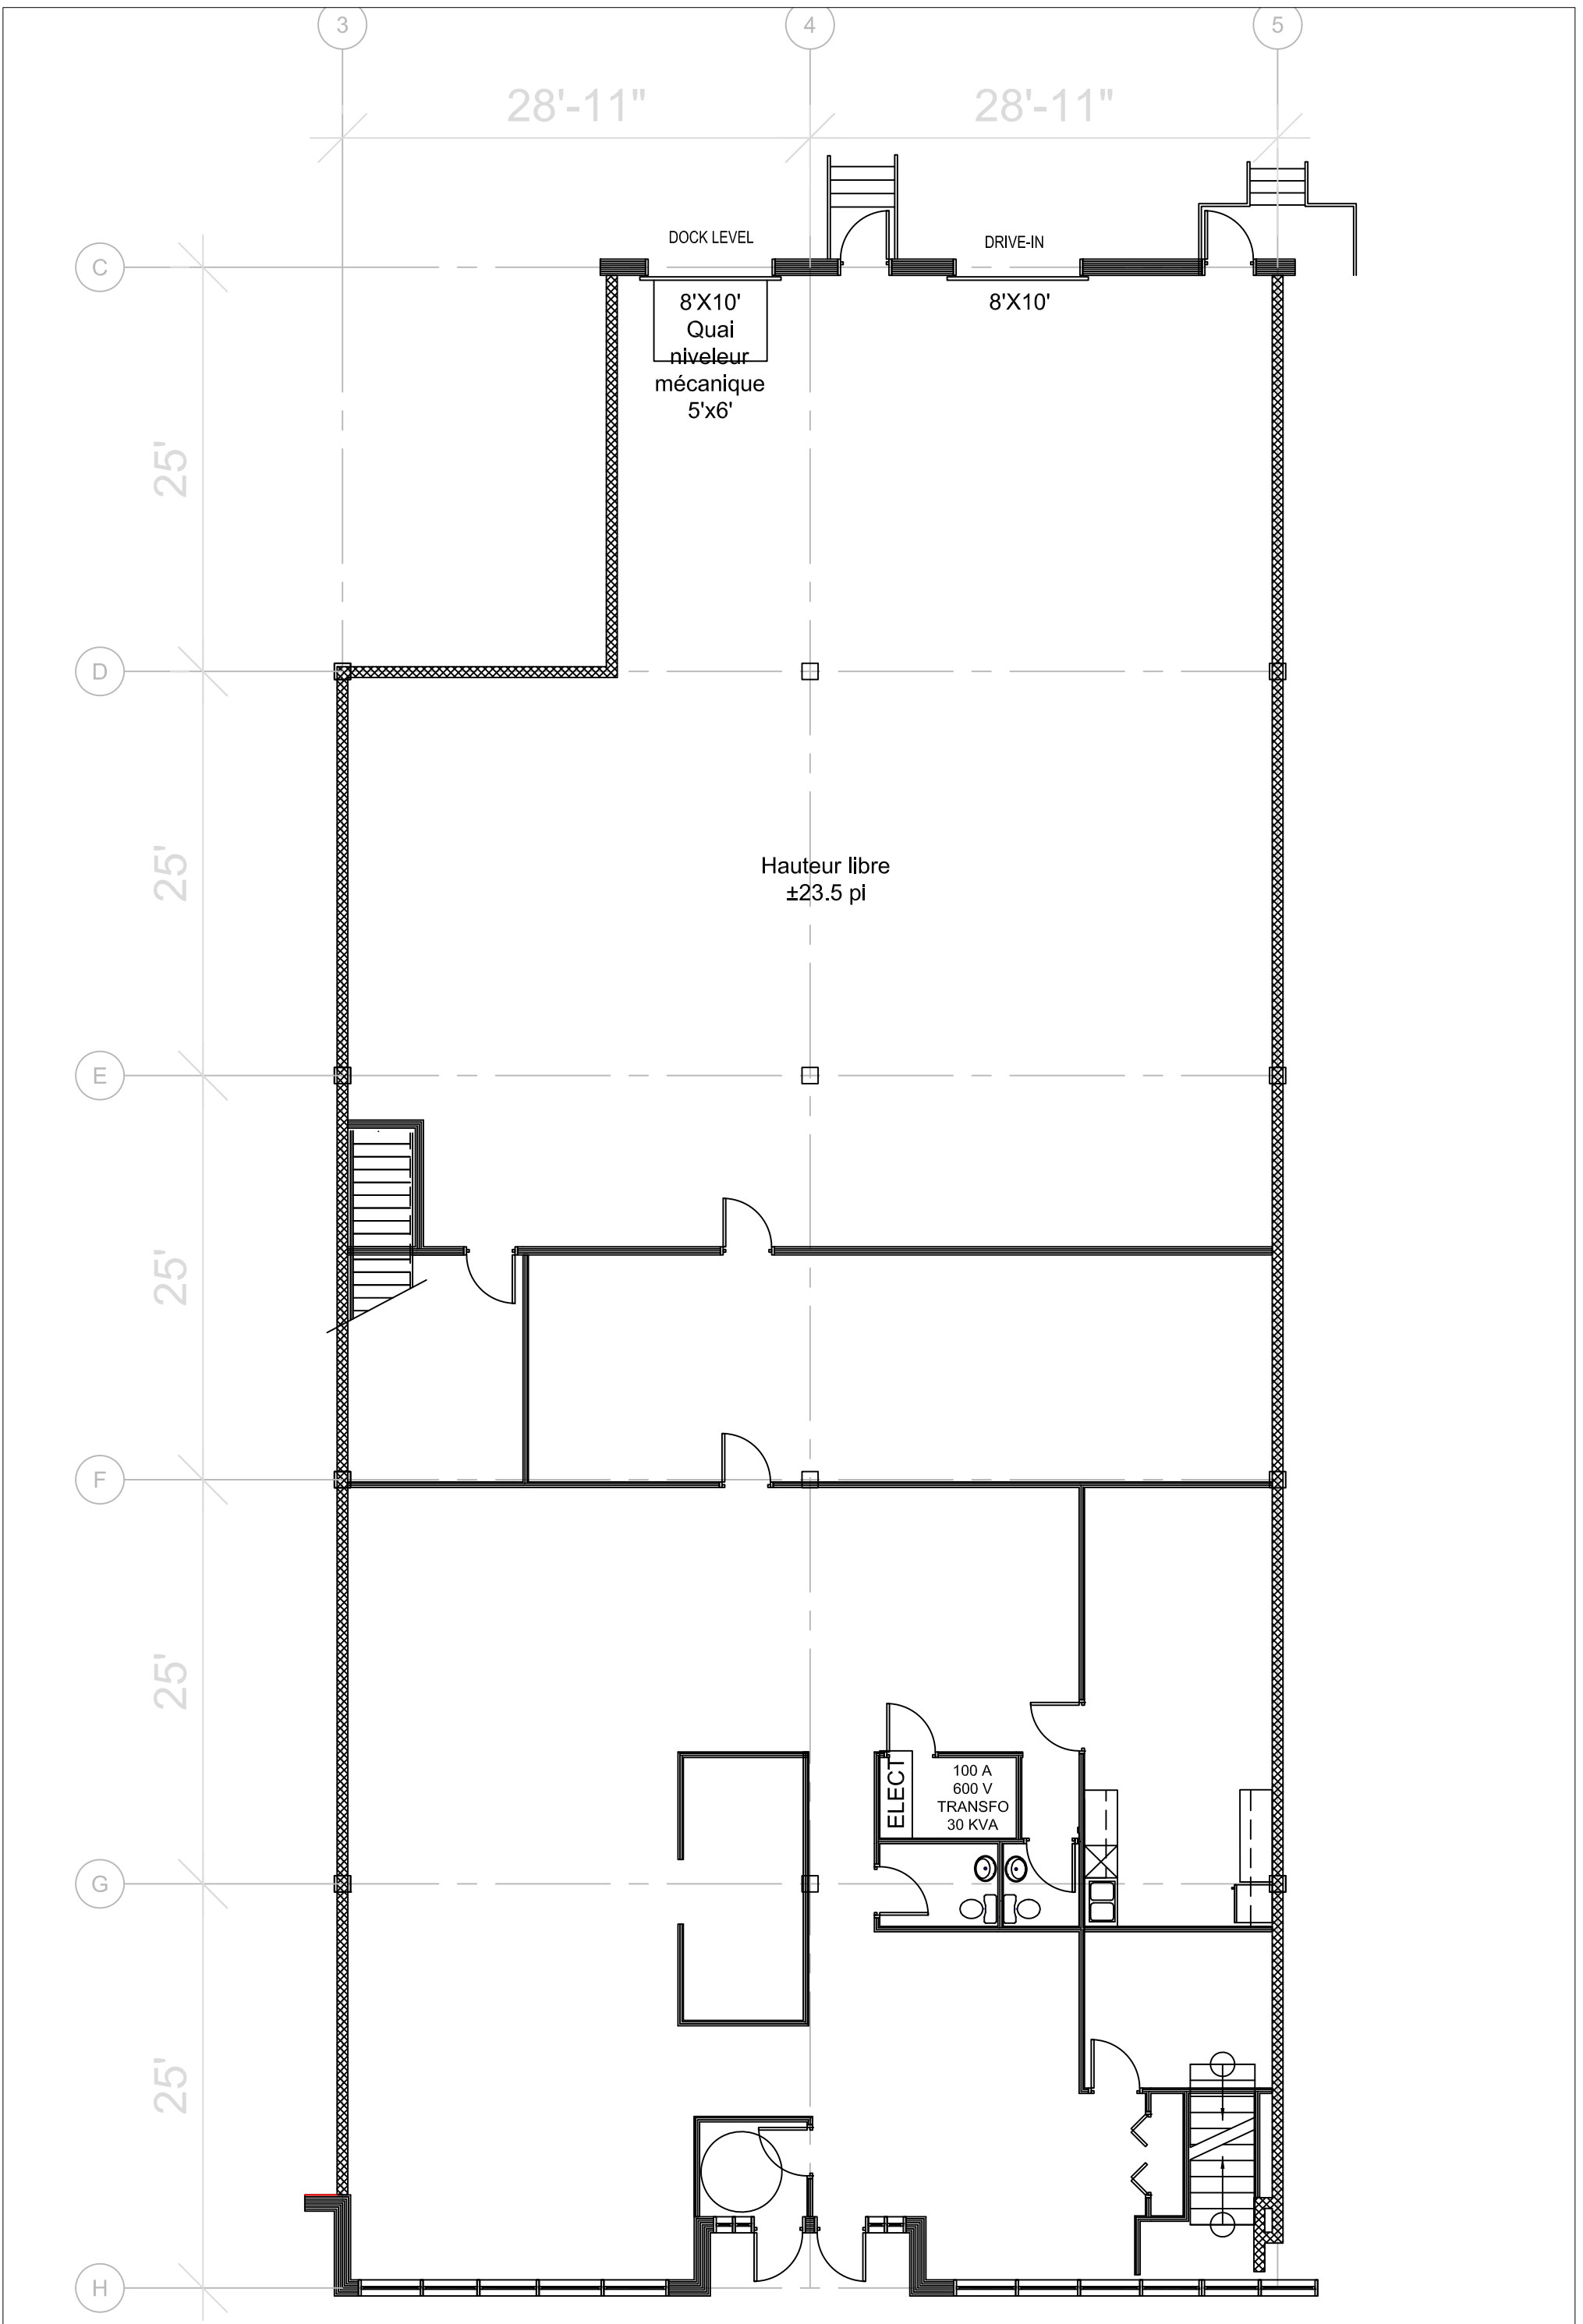 3
4
5
28'-11"
28'-11"
DOCK LEVEL
DRIVE-IN
C
8'X10'
Quai
niveleur
mécanique
5'x6'
8'X10'
25'
D
25'
Hauteur libre
±23.5 pi
E
25'
F
25'
ELECT
100 A
600 V
TRANSFO
30 KVA
G
25'
H